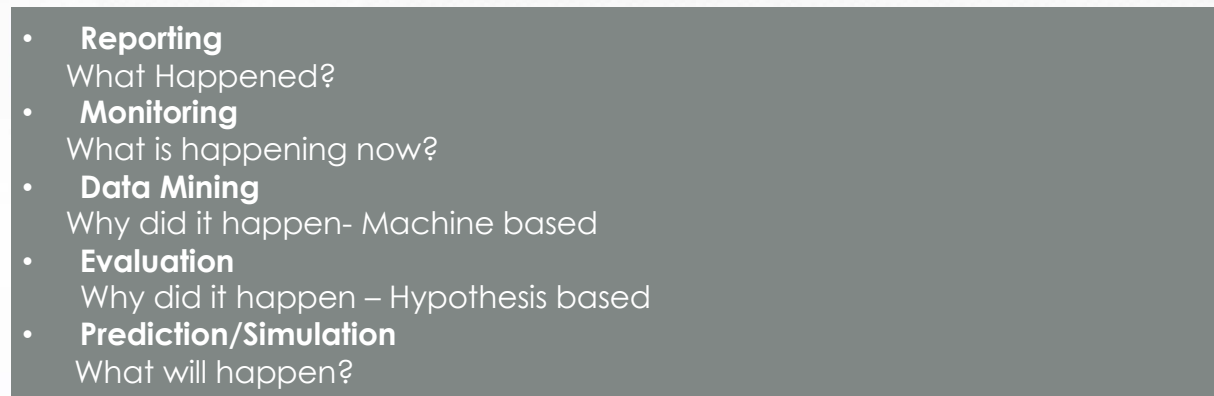 • Reporting
What Happened?
• Monitoring
What is happening now?
• Data Mining
Why did it happen- Machine based
• Evaluation
Why did it happen – Hypothesis based
• Prediction/Simulation
What will happen?